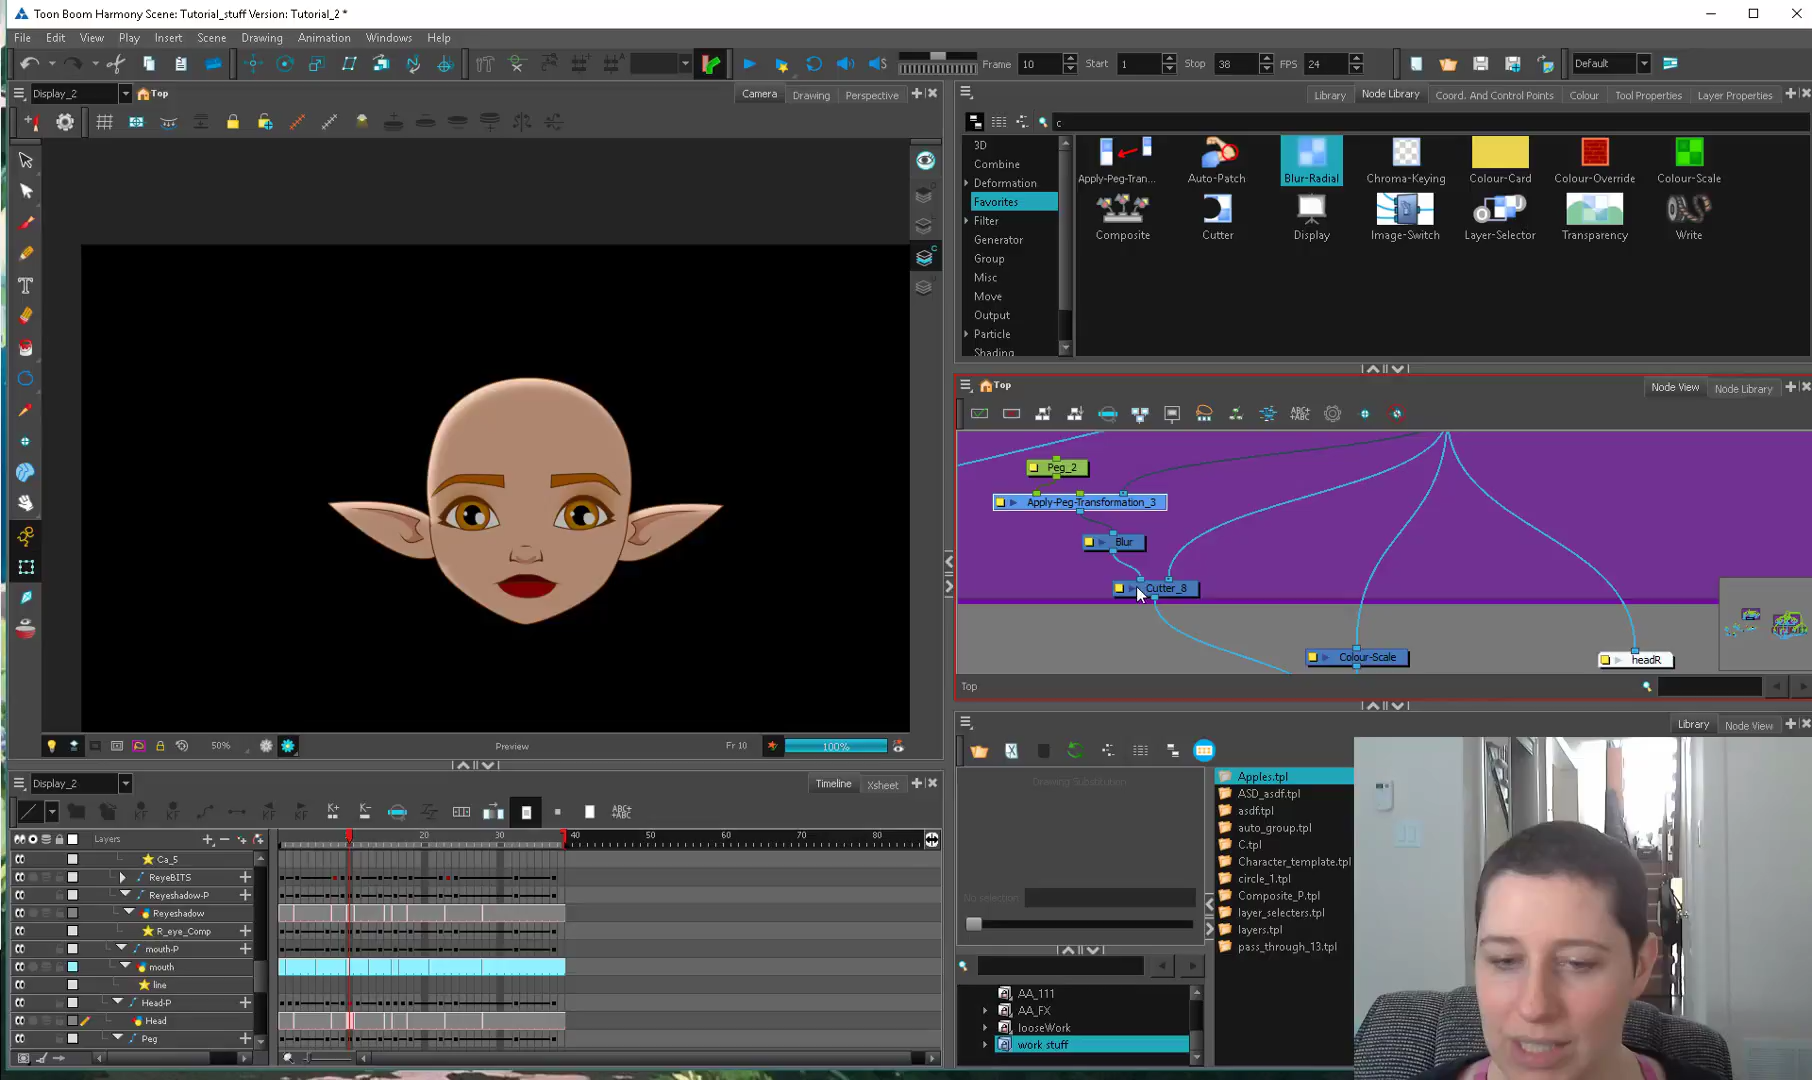 Toon Boom Harmony Scene: Tutorial_stuff Version: Tutorial_2 *
File Edit View Play Insert Scene Drawing Animation Windows Help
Frame 10 Start 1 Stop 38 FPS 24 Default
Display_2 Top Camera Drawing Perspective
Library Node Library Coord. And Control Points Colour Tool Properties Layer Properties
c
3D
Combine
Deformation
Favorites
Filter
Generator
Group
Misc
Move
Output
Particle
Shading
Apply-Peg-Tran... Auto-Patch Blur-Radial Chroma-Keying Colour-Card Colour-Override Colour-Scale
Composite Cutter Display Image-Switch Layer-Selector Transparency Write
Top Node View Node Library
Peg_2
Apply-Peg-Transformation_3
Blur
Cutter_8
Colour-Scale
headR
Top
50% Preview Fr 10 100%
Display_2 Timeline Xsheet
Layers 20 30 40 50 60 70 80
Ca_5
ReyeBITS
Reyeshadow-P
Reyeshadow
R_eye_Comp
mouth-P
mouth
line
Head-P
Head
Peg
Library Node View
Drawing Substitution
No selection
Apples.tpl
ASD_asdf.tpl
asdf.tpl
auto_group.tpl
C.tpl
Character_template.tpl
circle_1.tpl
Composite_P.tpl
layer_selecters.tpl
layers.tpl
pass_through_13.tpl
AA_111
AA_FX
looseWork
work stuff